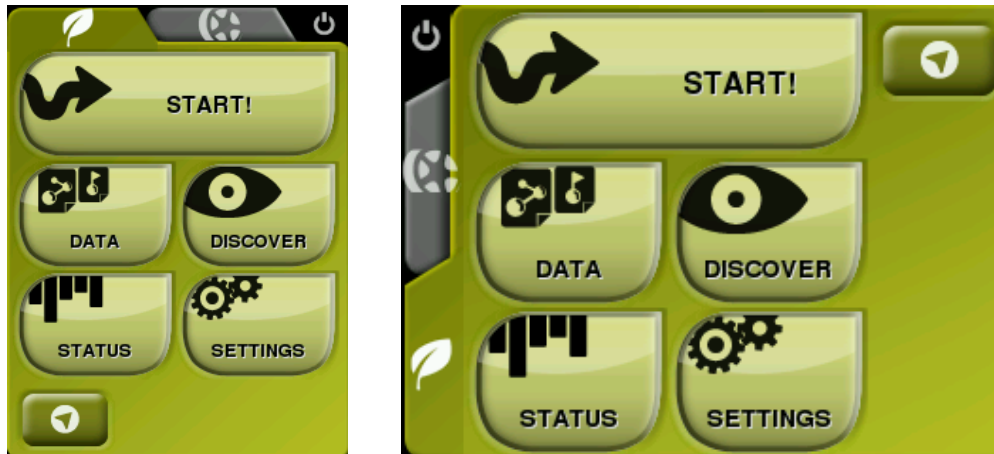 START!
DATA
DISCOVER
STATUS
SETTINGS
START!
DATA
DISCOVER
STATUS
SETTINGS